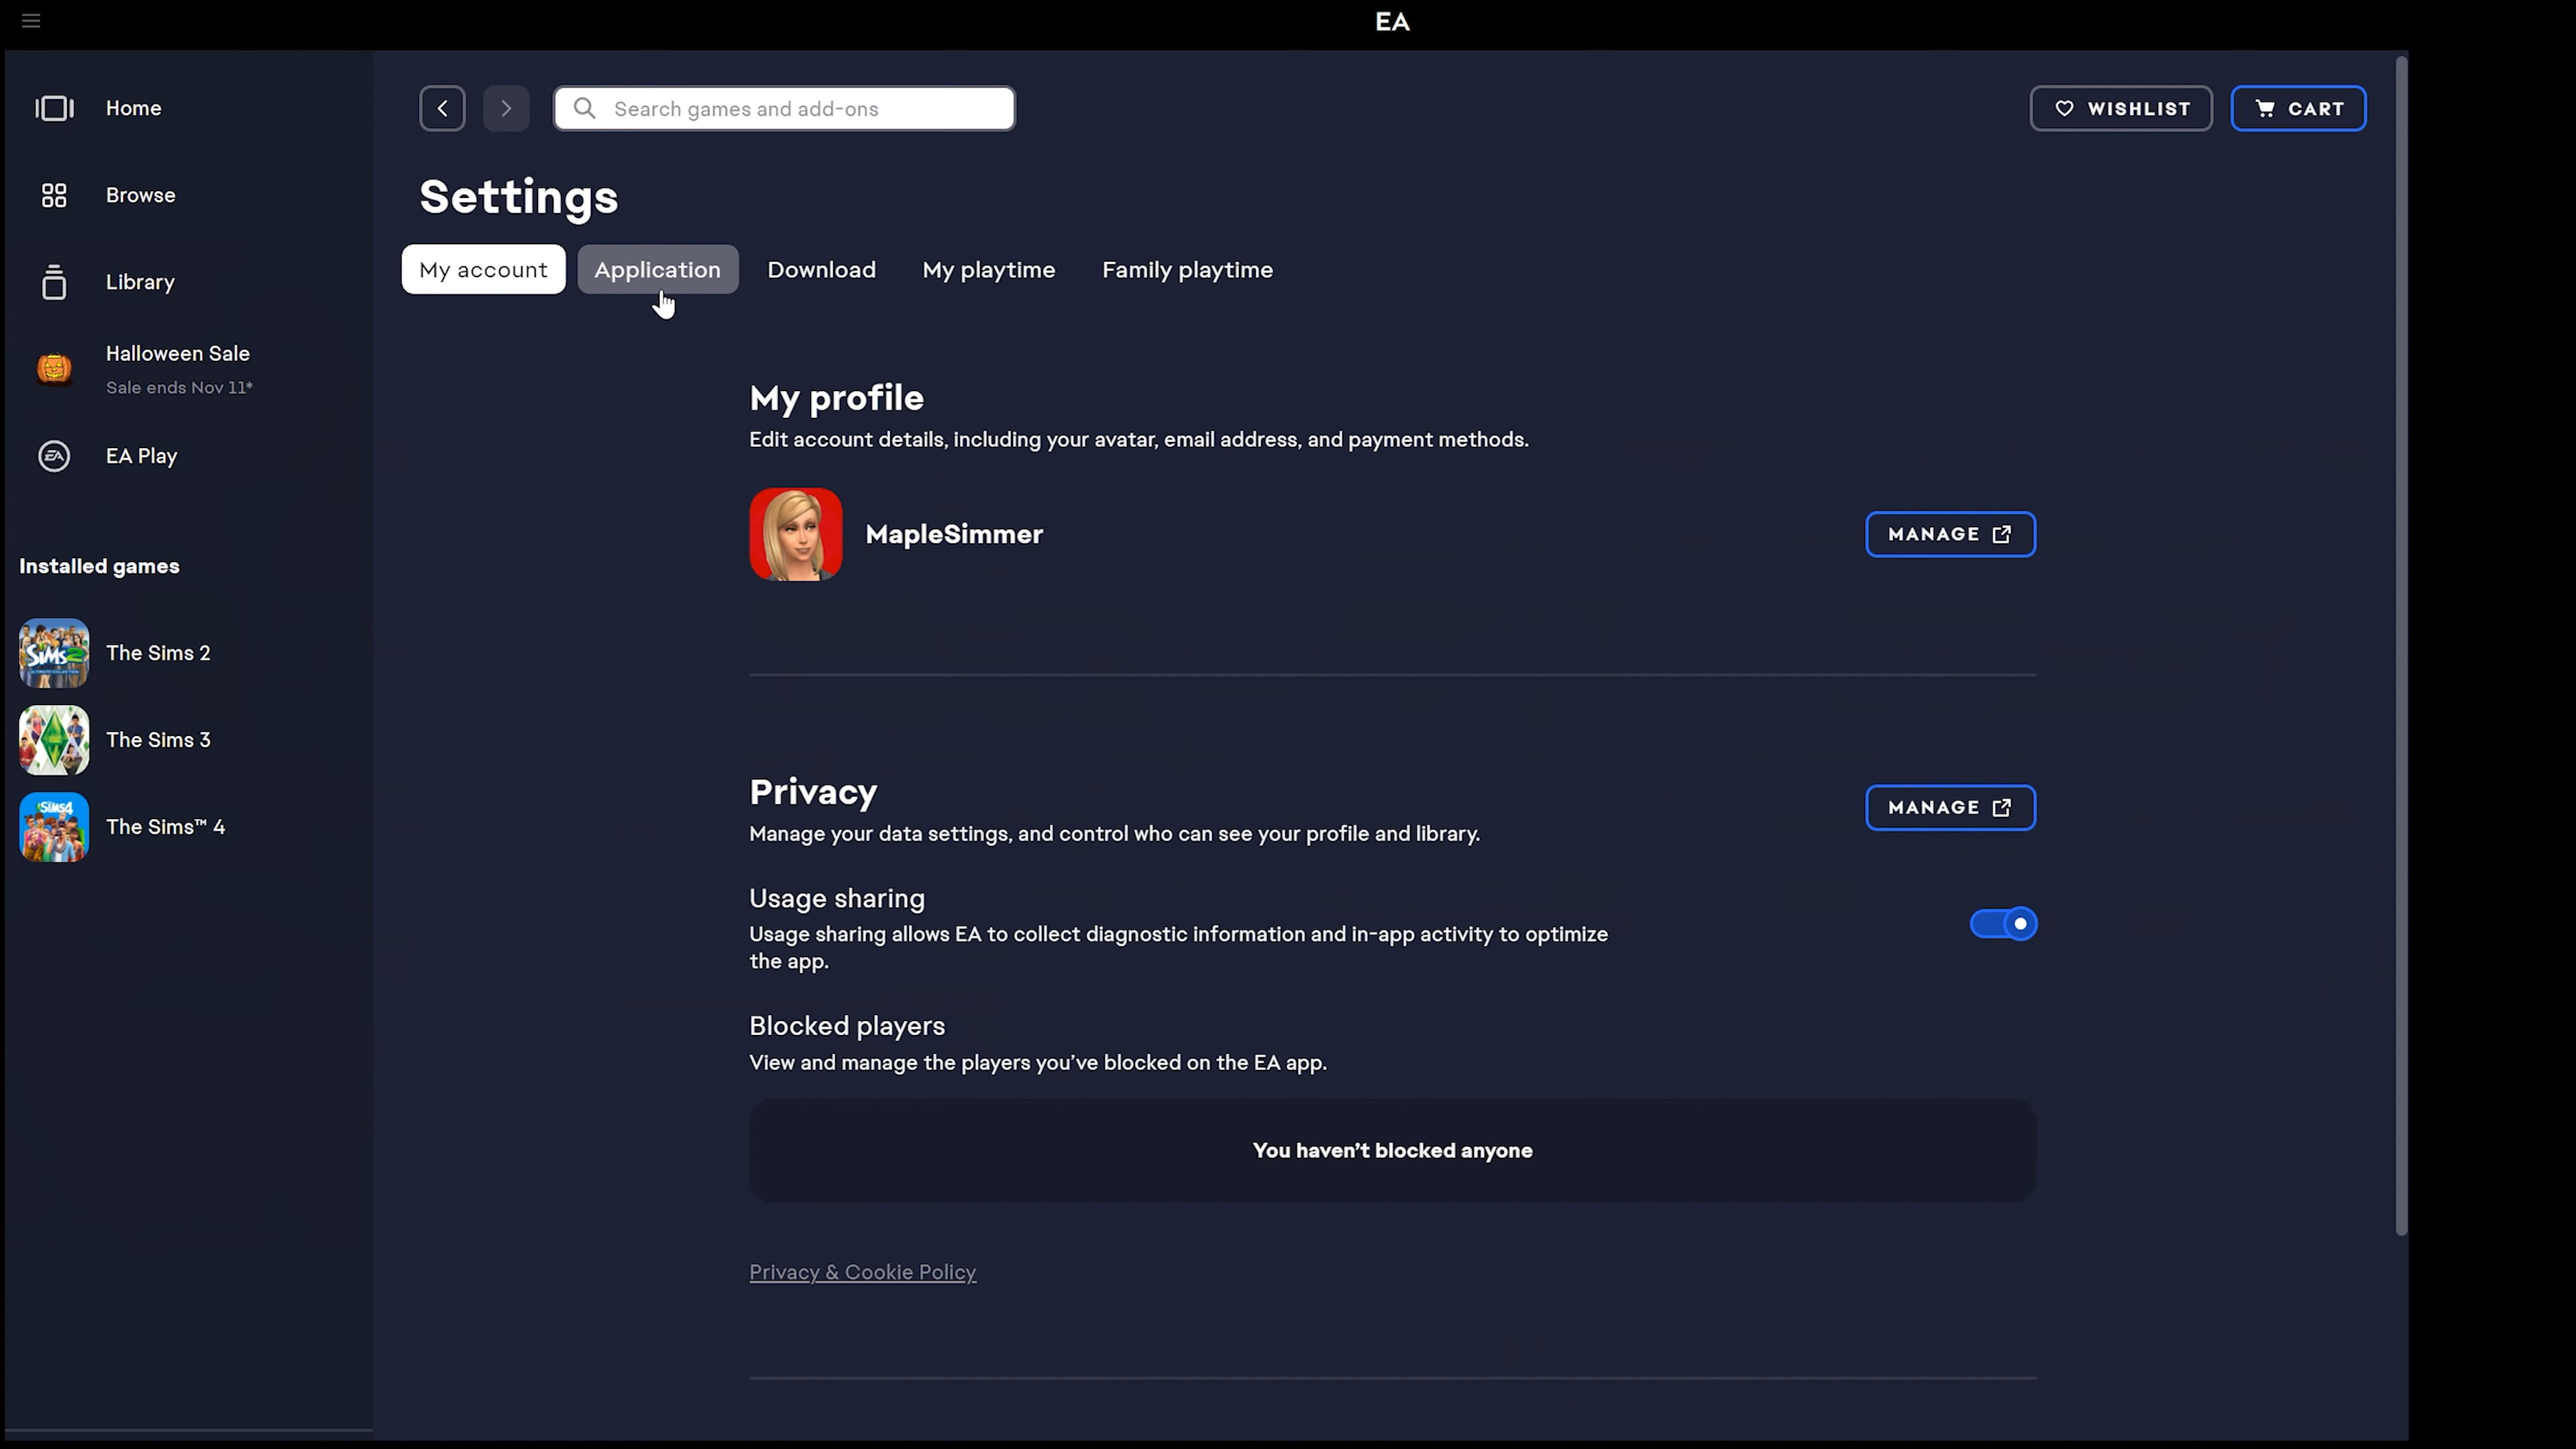 EA
Home
Browse
Library
Halloween Sale
Sale ends Nov 11*
EA Play
Installed games
The Sims 2
The Sims 3
The Sims™ 4
Search games and add-ons
WISHLIST
CART
Settings
My account
Application
Download
My playtime
Family playtime
My profile
Edit account details, including your avatar, email address, and payment methods.
MapleSimmer
MANAGE
Privacy
MANAGE
Manage your data settings, and control who can see your profile and library.
Usage sharing
Usage sharing allows EA to collect diagnostic information and in-app activity to optimize
the app.
Blocked players
View and manage the players you've blocked on the EA app.
You haven't blocked anyone
Privacy & Cookie Policy